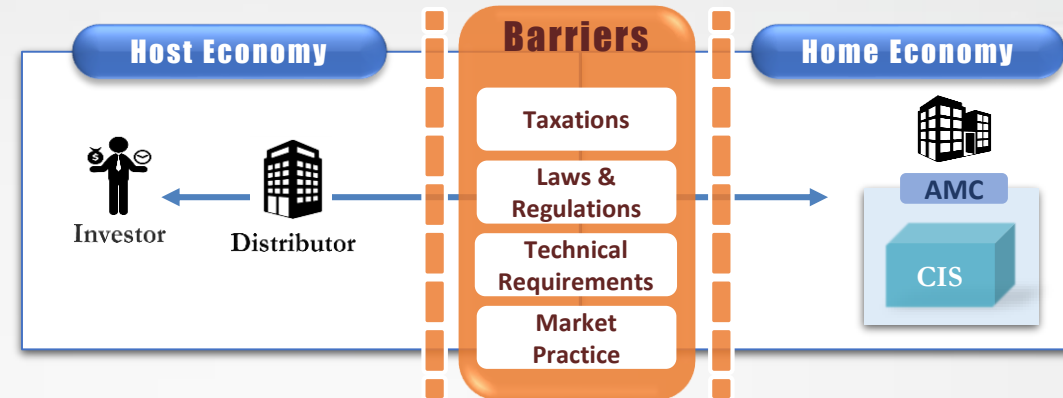 Host Economy
Barriers
Home Economy
Taxations
Laws &
Regulations
Technical
Requirements
Market
Practice
Investor
Distributor
$
AMC
CIS